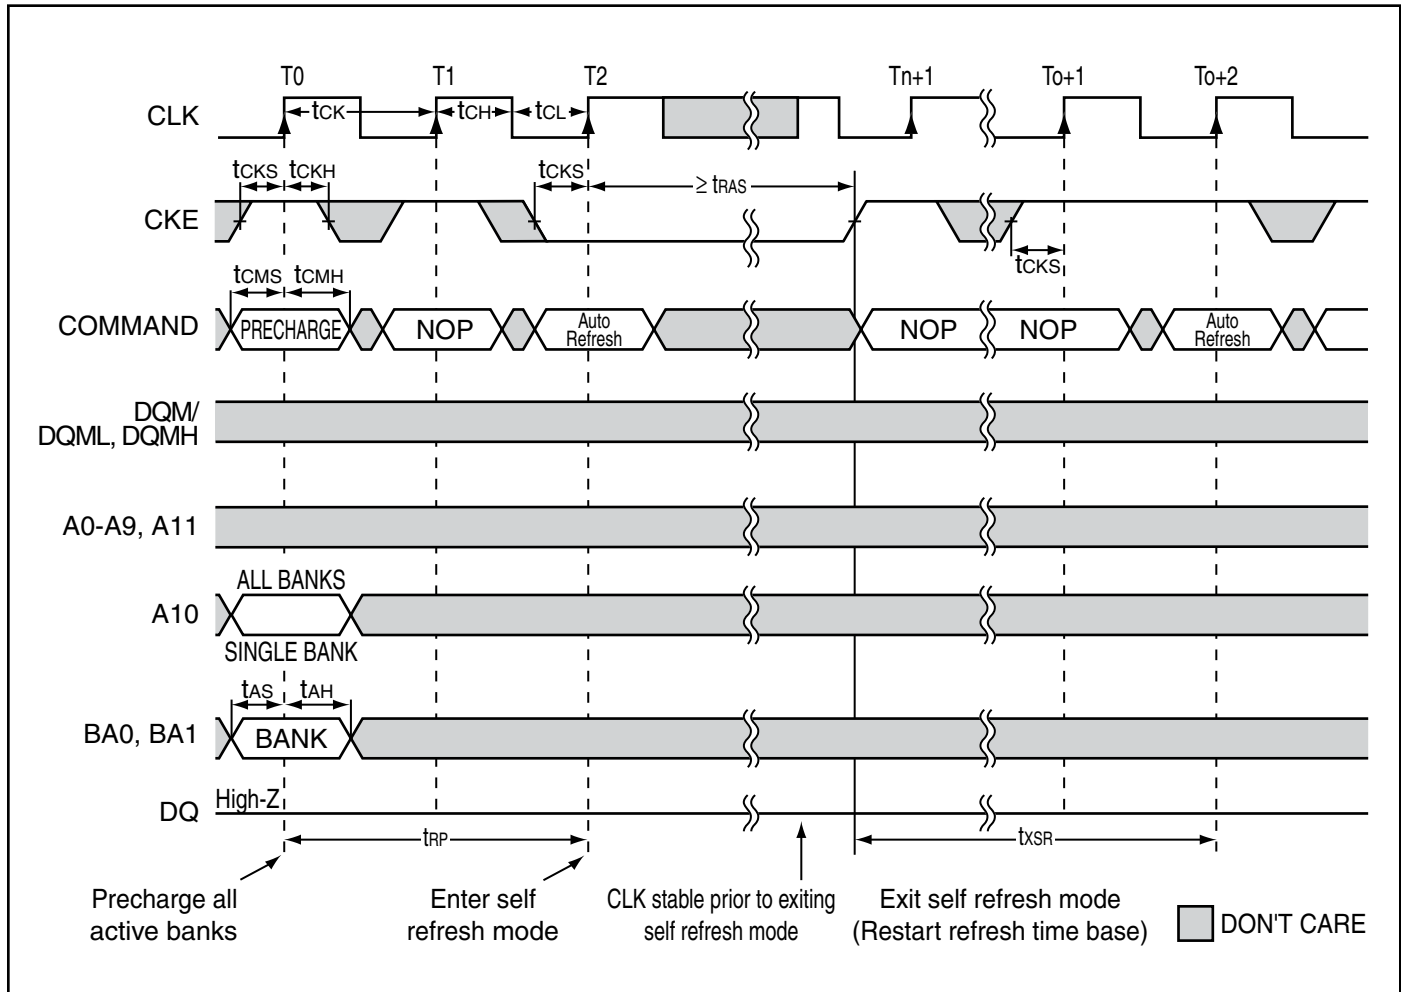 T0 T1 T2 Tn+1 To+1 To+2
CLK tCK tCH tCL
tCKS tCKH tCKS ≥ tRAS
CKE
tCKS
tCMS tCMH
COMMAND PRECHARGE NOP Auto Refresh NOP NOP Auto Refresh
DQM/
DQML, DQMH
A0-A9, A11
ALL BANKS
A10
SINGLE BANK
tAS tAH
BA0, BA1 BANK
DQ High-Z
tRP tXSR
Precharge all
active banks
Enter self
refresh mode
CLK stable prior to exiting
self refresh mode
Exit self refresh mode
(Restart refresh time base)
DON'T CARE